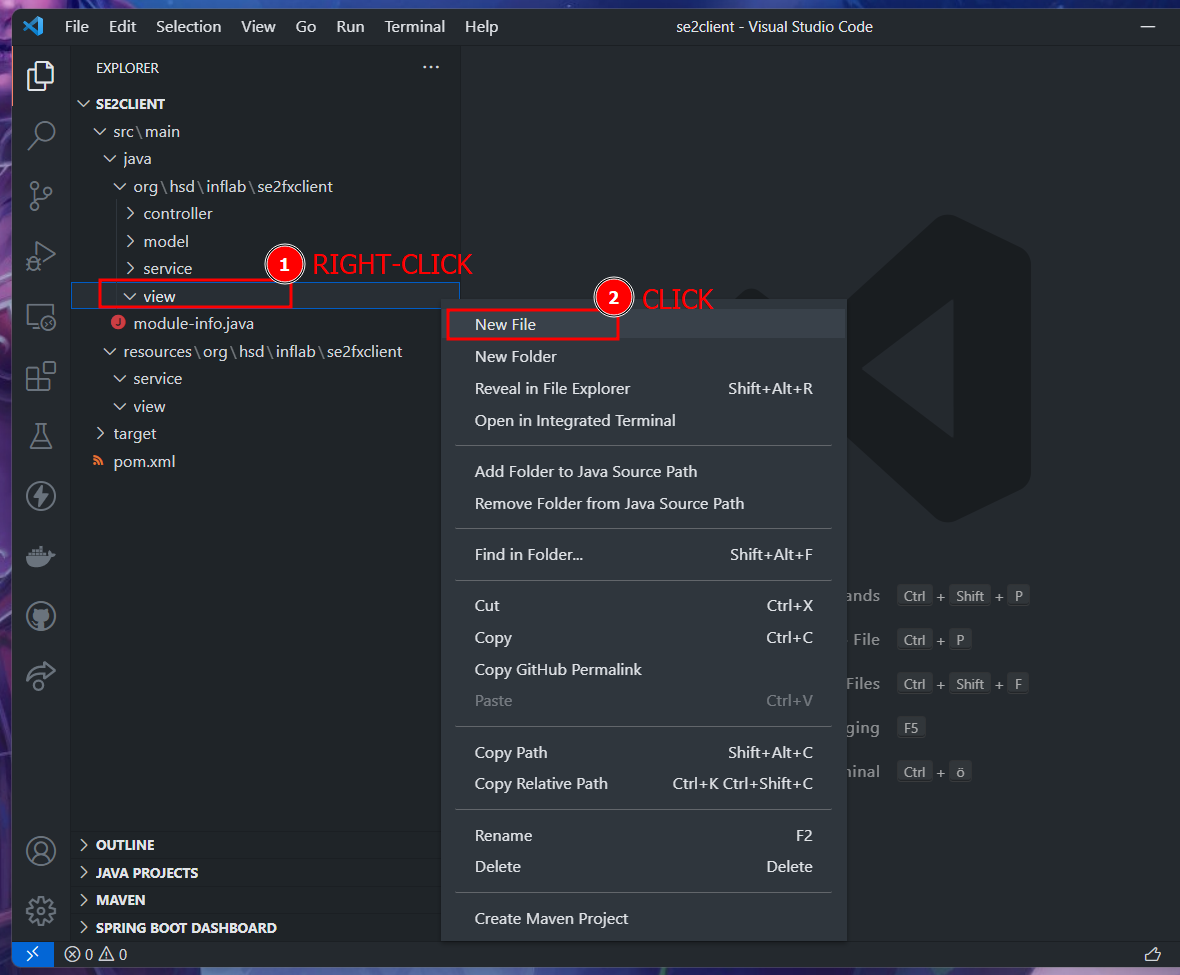 File Edit Selection View Go Run Terminal Help se2client - Visual Studio Code
EXPLORER
SE2CLIENT
src\main
java
org\hsd\inflab\se2fxclient
controller
model
service
1 RIGHT-CLICK
view
2 CLICK
module-info.java
resources\org\hsd\inflab\se2fxclient
service
view
target
pom.xml
New File
New Folder
Reveal in File Explorer Shift+Alt+R
Open in Integrated Terminal
Add Folder to Java Source Path
Remove Folder from Java Source Path
Find in Folder... Shift+Alt+F
Cut Ctrl+X
Copy Ctrl+C
Copy GitHub Permalink
Paste Ctrl+V
Copy Path Shift+Alt+C
Copy Relative Path Ctrl+K Ctrl+Shift+C
Rename F2
Delete Delete
Create Maven Project
Ctrl + Shift + P
File Ctrl + P
Files Ctrl + Shift + F
F5
Ctrl + ö
OUTLINE
JAVA PROJECTS
MAVEN
SPRING BOOT DASHBOARD
0 0